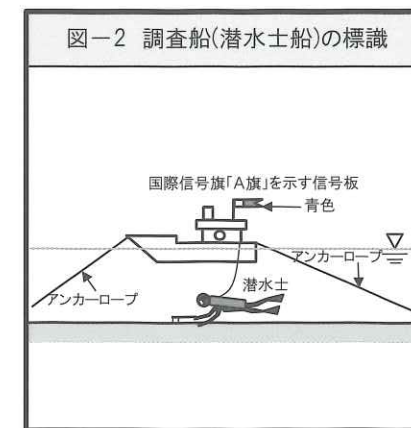 図－2 調査船(潜水士船)の標識
国際信号旗「A旗」を示す信号板
青色
アンカーロープ
アンカーロープ
潜水士